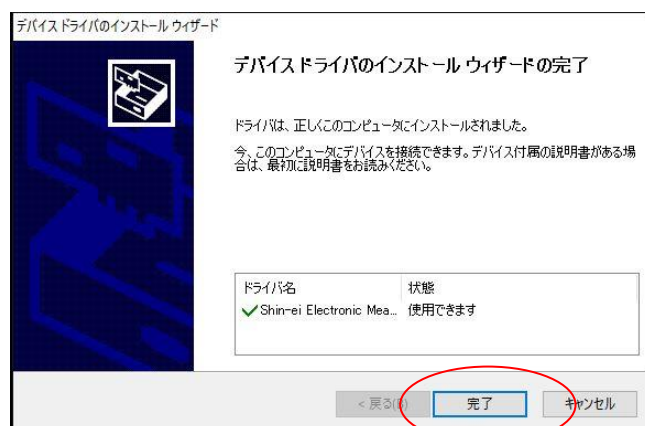 デバイス ドライバのインストール ウィザード
デバイス ドライバのインストール ウィザードの完了
ドライバは、正しくこのコンピュータにインストールされました。
今、このコンピュータにデバイスを接続できます。デバイス付属の説明書がある場
合は、最初に説明書をお読みください。
ドライバ名 状態
Shin-ei Electronic Mea... 使用できます
< 戻る(B) 完了 キャンセル